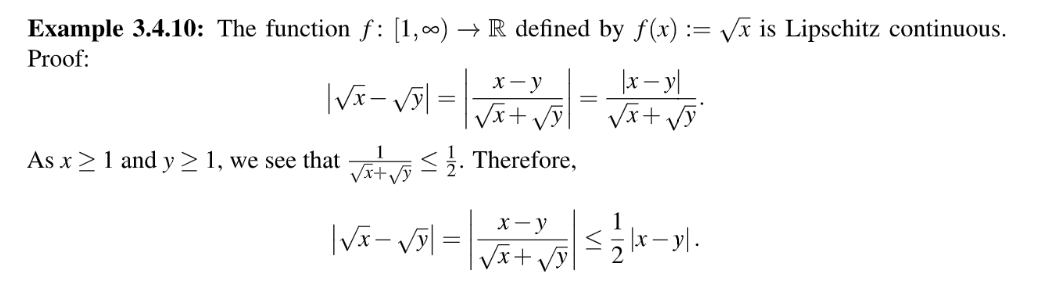 Example 3.4.10: The function f: [1,∞) → ℝ defined by f(x) := √x is Lipschitz continuous.
Proof:
|√x − √y| = |(x − y)/(√x + √y)| = |x − y|/(√x + √y).
As x ≥ 1 and y ≥ 1, we see that 1/(√x+√y) ≤ 1/2. Therefore,
|√x − √y| = |(x − y)/(√x + √y)| ≤ 1/2 |x − y|.